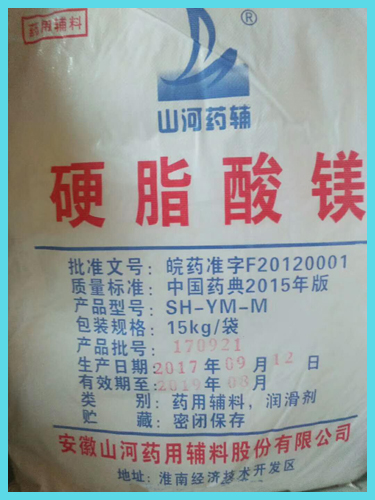 药用辅料
山河药辅
硬脂酸镁
批准文号：皖药准字F20120001
质量标准：中国药典2015年版
产品型号：SH-YM-M
包装规格：15kg/袋
产品批号：170921
生产日期2017年09月12日
有效期至2019年08月
类别：药用辅料，润滑剂
贮藏：密闭保存
安徽山河药用辅料股份有限公司
地址：淮南经济技术开发区